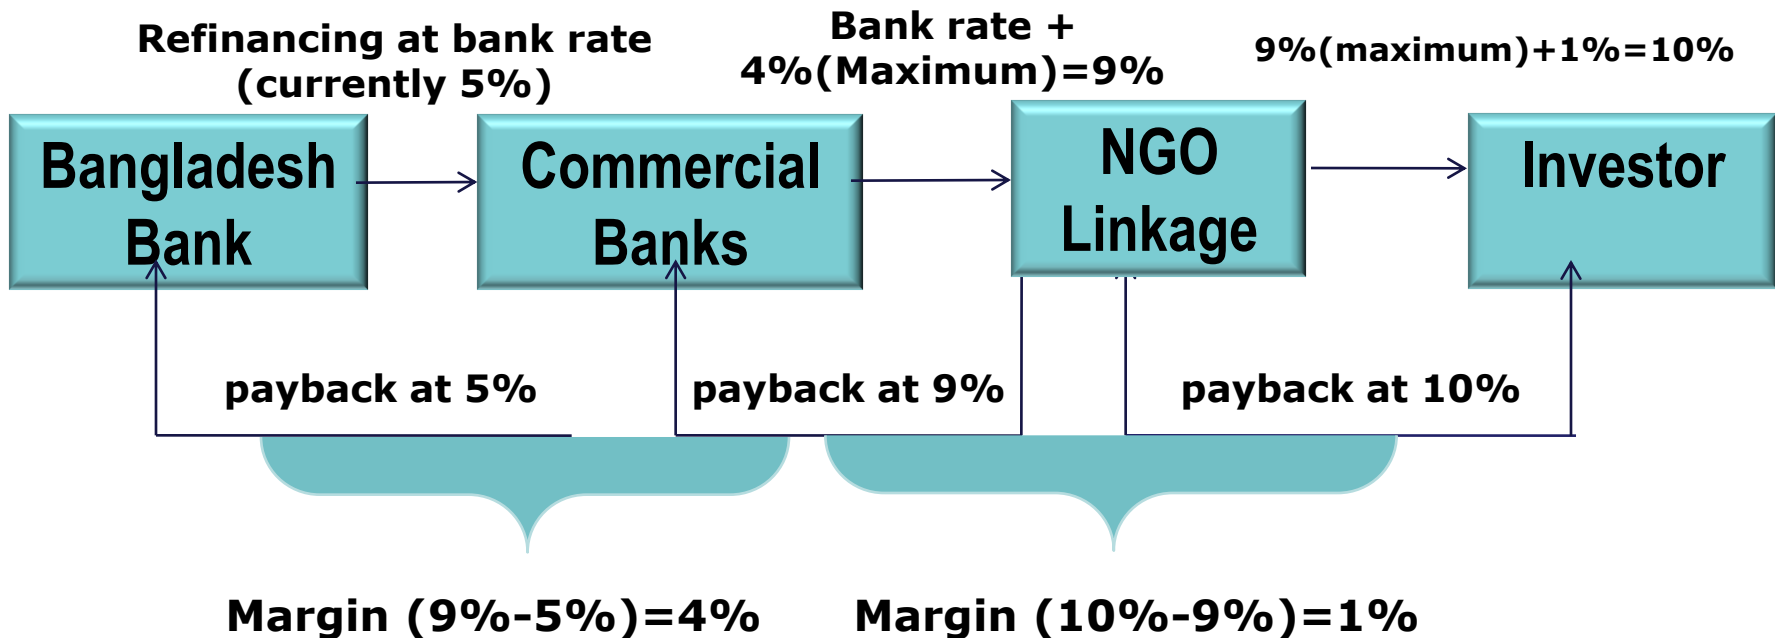 Refinancing at bank rate
(currently 5%)
Bank rate +
4%(Maximum)=9%
9%(maximum)+1%=10%
Bangladesh
Bank
Commercial
Banks
NGO
Linkage
Investor
payback at 5%
payback at 9%
payback at 10%
Margin (9%-5%)=4%
Margin (10%-9%)=1%